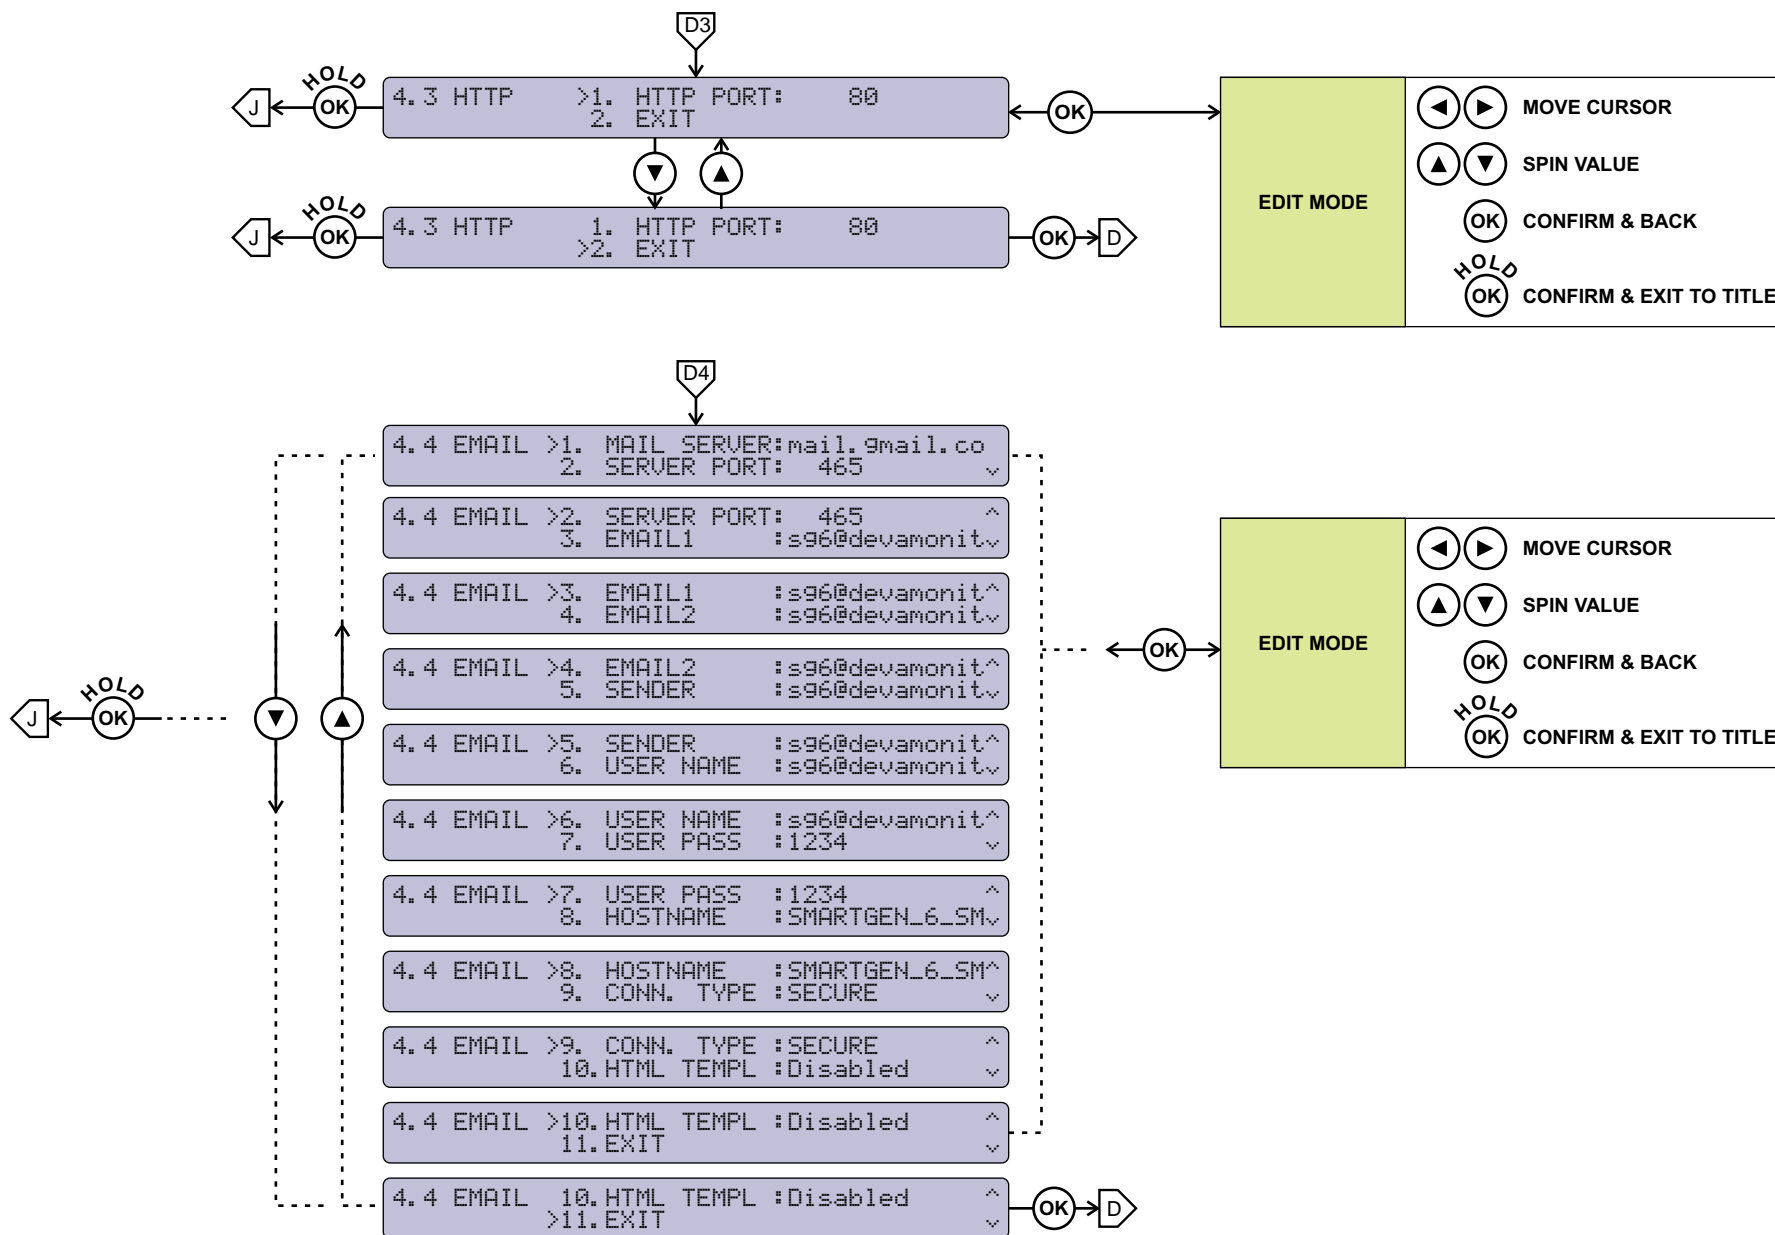 D3
HOLD
J OK
4.3 HTTP >1. HTTP PORT: 80
2. EXIT
OK
HOLD
J OK
4.3 HTTP 1. HTTP PORT: 80
>2. EXIT
OK D
EDIT MODE
MOVE CURSOR
SPIN VALUE
OK CONFIRM & BACK
HOLD
OK CONFIRM & EXIT TO TITLE
D4
4.4 EMAIL >1. MAIL SERVER:mail.gmail.co
2. SERVER PORT: 465 ⌄
4.4 EMAIL >2. SERVER PORT: 465 ^
3. EMAIL1 :s96@devamonit⌄
4.4 EMAIL >3. EMAIL1 :s96@devamonit^
4. EMAIL2 :s96@devamonit⌄
4.4 EMAIL >4. EMAIL2 :s96@devamonit^
5. SENDER :s96@devamonit⌄
4.4 EMAIL >5. SENDER :s96@devamonit^
6. USER NAME :s96@devamonit⌄
4.4 EMAIL >6. USER NAME :s96@devamonit^
7. USER PASS :1234 ⌄
4.4 EMAIL >7. USER PASS :1234 ^
8. HOSTNAME :SMARTGEN_6_SM⌄
4.4 EMAIL >8. HOSTNAME :SMARTGEN_6_SM^
9. CONN. TYPE :SECURE ⌄
4.4 EMAIL >9. CONN. TYPE :SECURE ^
10.HTML TEMPL :Disabled ⌄
4.4 EMAIL >10.HTML TEMPL :Disabled ^
11.EXIT ⌄
4.4 EMAIL 10.HTML TEMPL :Disabled ^
>11.EXIT ⌄
OK D
HOLD
J OK
OK
EDIT MODE
MOVE CURSOR
SPIN VALUE
OK CONFIRM & BACK
HOLD
OK CONFIRM & EXIT TO TITLE